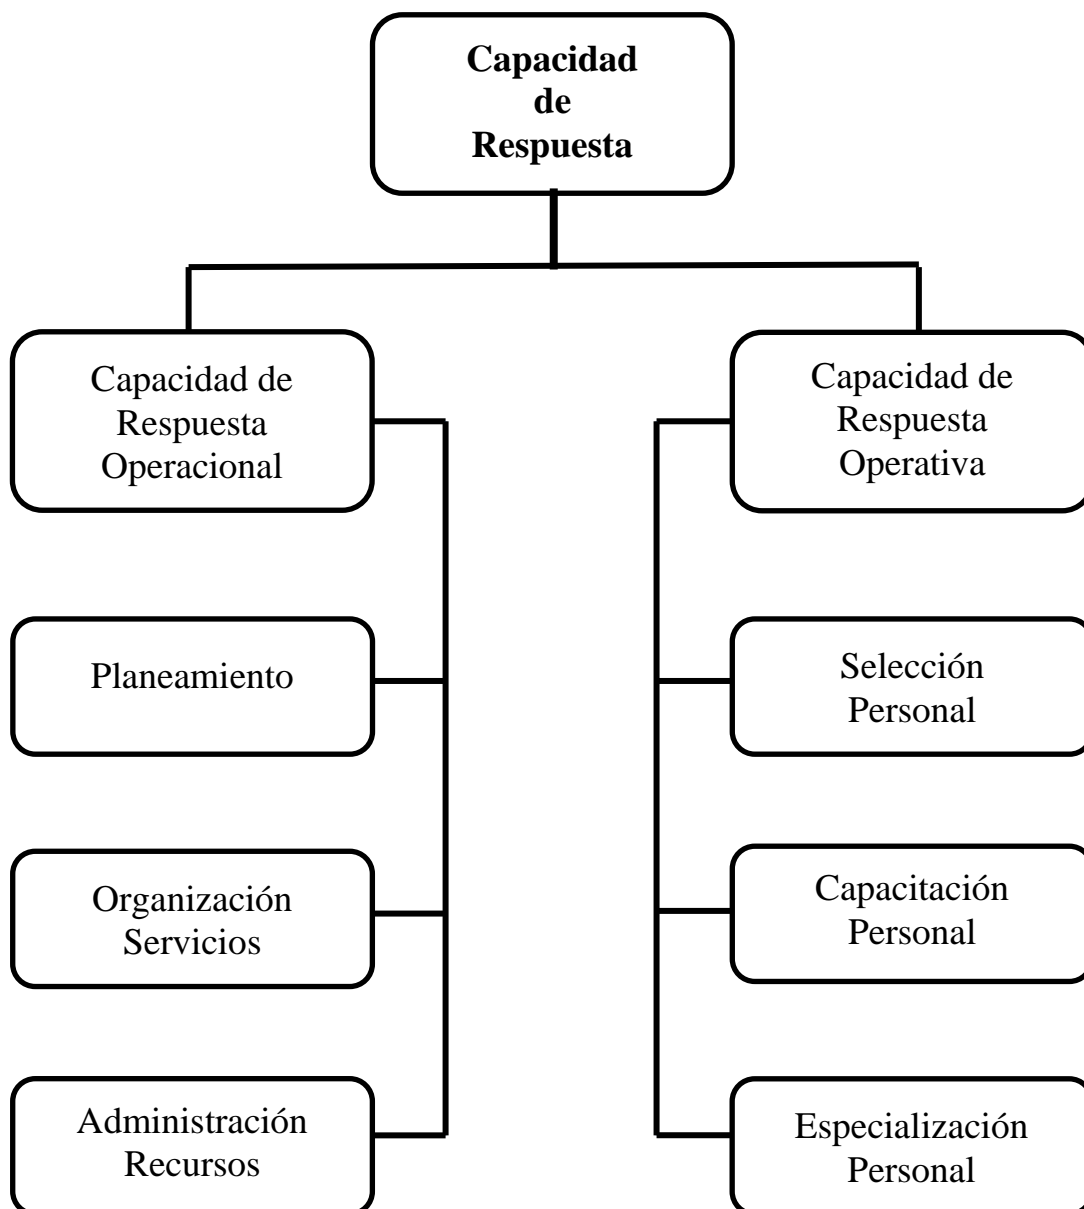 Capacidad
de
Respuesta
Capacidad de
Respuesta
Operacional
Capacidad de
Respuesta
Operativa
Planeamiento
Selección
Personal
Organización
Servicios
Capacitación
Personal
Administración
Recursos
Especialización
Personal